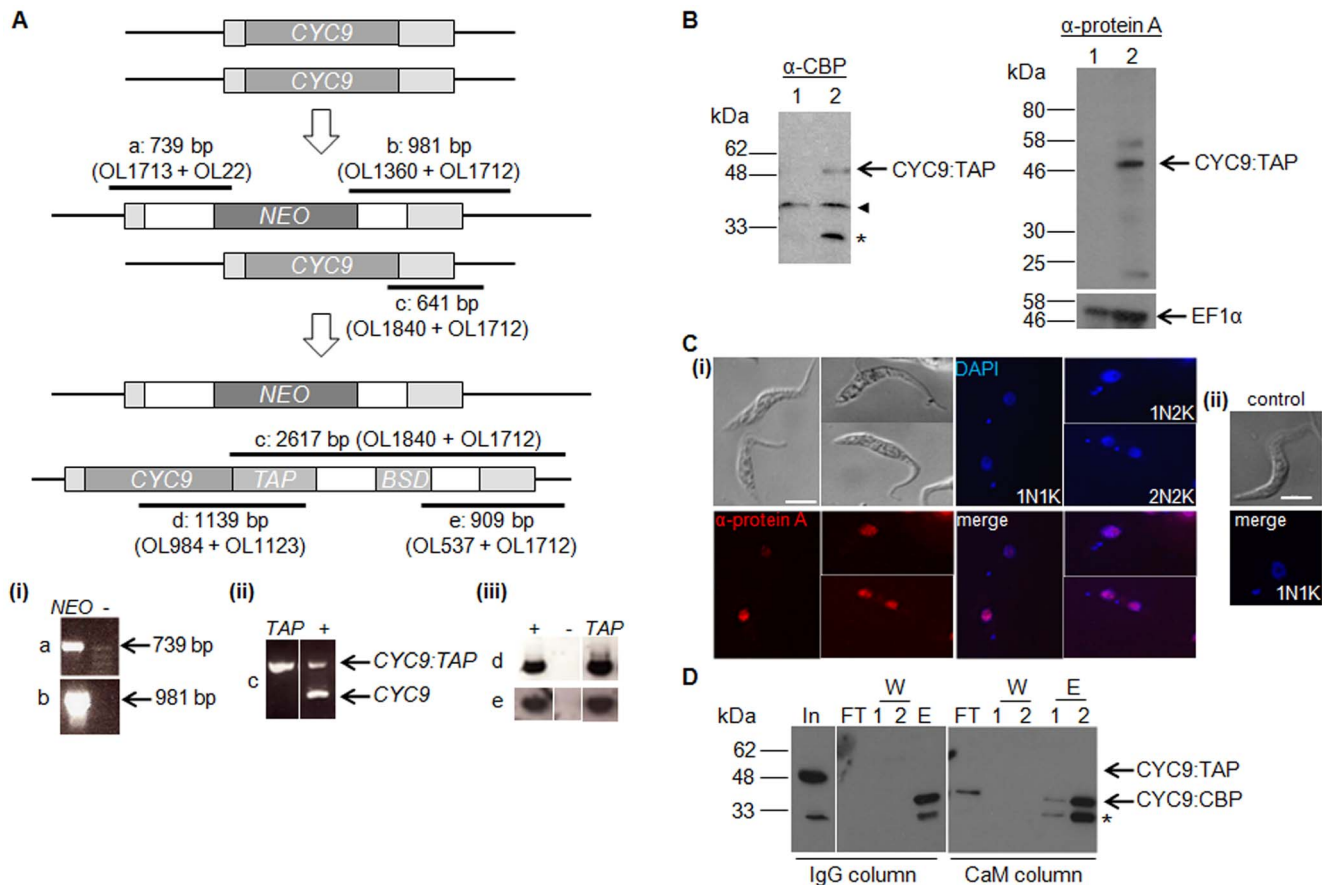 A
CYC9
CYC9
a: 739 bp
(OL1713 + OL22)
b: 981 bp
(OL1360 + OL1712)
NEO
CYC9
c: 641 bp
(OL1840 + OL1712)
NEO
c: 2617 bp (OL1840 + OL1712)
CYC9 TAP BSD
d: 1139 bp
(OL984 + OL1123)
e: 909 bp
(OL537 + OL1712)
(i)
NEO -
a
739 bp
b
981 bp
(ii)
TAP +
c
CYC9:TAP
CYC9
(iii)
+ - TAP
d
e
B
α-CBP
1 2
kDa
62
48
33
CYC9:TAP
*
α-protein A
1 2
kDa
80
58
46
30
25
CYC9:TAP
58
46
EF1α
C
(i)
DAPI
1N1K
1N2K
2N2K
α-protein A
merge
(ii)
control
merge
1N1K
D
kDa
62
48
33
In FT W 1 2 E
FT W 1 2 E 1 2
CYC9:TAP
CYC9:CBP
*
IgG column
CaM column